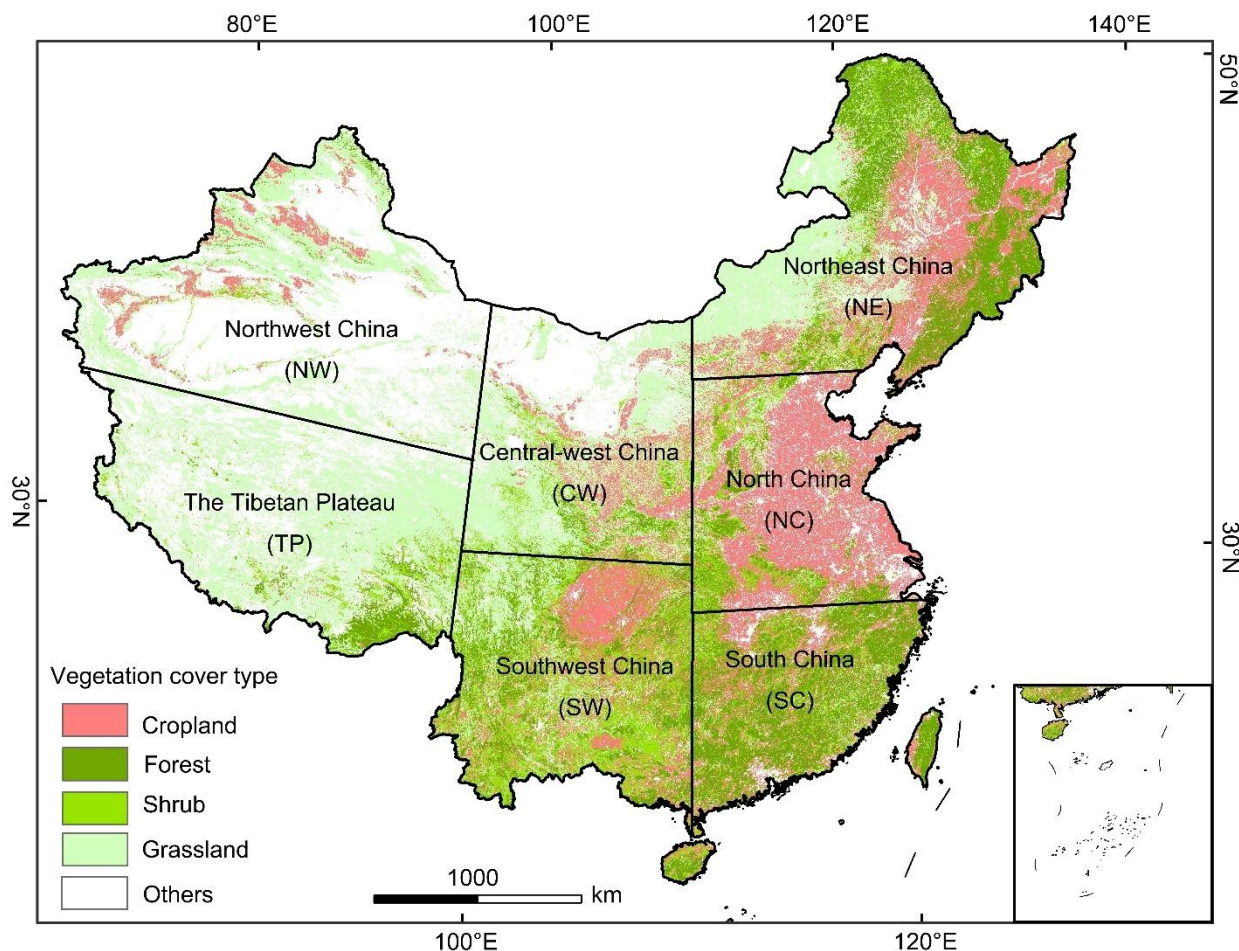 80°E
100°E
120°E
140°E
50°N
Northeast China
(NE)
Northwest China
(NW)
Central-west China
(CW)
North China
(NC)
The Tibetan Plateau
(TP)
30°N
30°N
Southwest China
(SW)
South China
(SC)
Vegetation cover type
Cropland
Forest
Shrub
Grassland
Others
1000
km
100°E
120°E